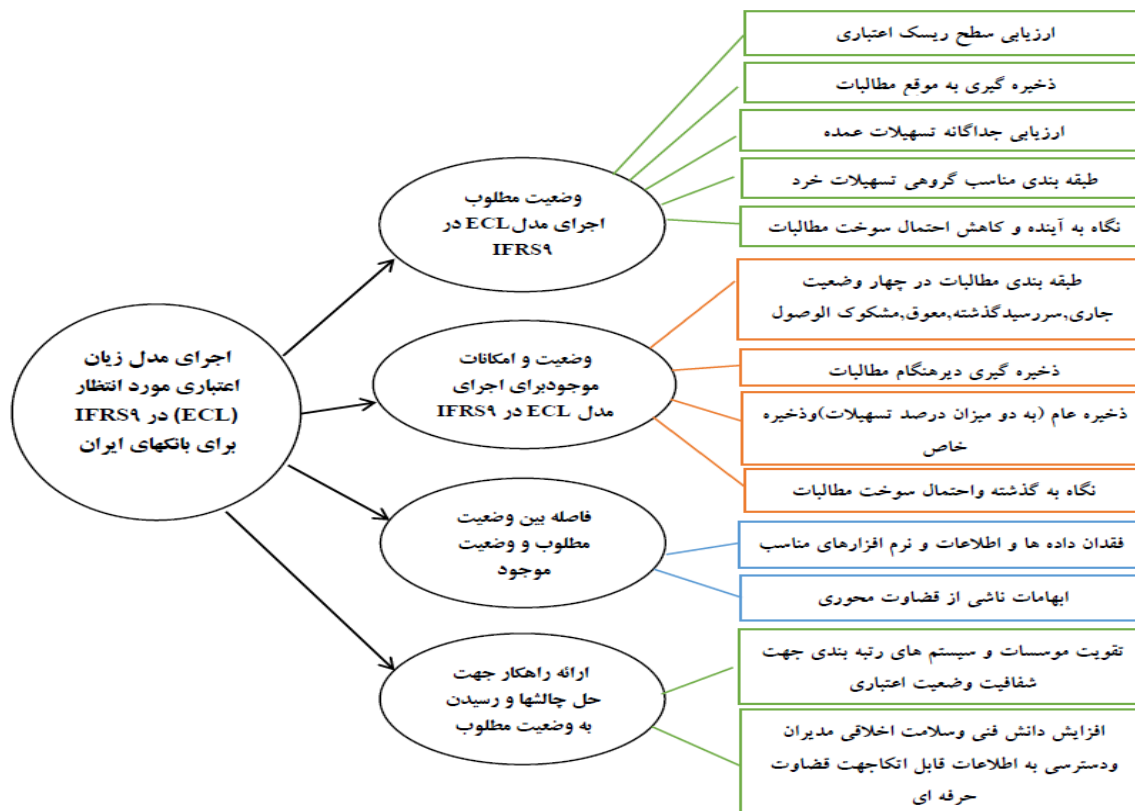 اجرای مدل زیان
اعتباری مورد انتظار
(ECL) در IFRS۹
برای بانکهای ایران
وضعیت مطلوب
اجرای مدل ECL در
IFRS۹
ارزیابی سطح ریسک اعتباری
ذخیره گیری به موقع مطالبات
ارزیابی جداگانه تسهیلات عمده
طبقه بندی مناسب گروهی تسهیلات خرد
نگاه به آینده و کاهش احتمال سوخت مطالبات
وضعیت و امکانات
موجودبرای اجرای
مدل ECL در IFRS۹
طبقه بندی مطالبات در چهار وضعیت
جاری,سررسیدگذشته,معوق,مشکوک الوصول
ذخیره گیری دیرهنگام مطالبات
ذخیره عام (به دو میزان درصد تسهیلات)وذخیره
خاص
نگاه به گذشته واحتمال سوخت مطالبات
فاصله بین وضعیت
مطلوب و وضعیت
موجود
فقدان داده ها و اطلاعات و نرم افزارهای مناسب
ابهامات ناشی از قضاوت محوری
ارائه راهکار جهت
حل چالشها و رسیدن
به وضعیت مطلوب
تقویت موسسات و سیستم های رتبه بندی جهت
شفافیت وضعیت اعتباری
افزایش دانش فنی وسلامت اخلاقی مدیران
ودسترسی به اطلاعات قابل اتکاجهت قضاوت
حرفه ای